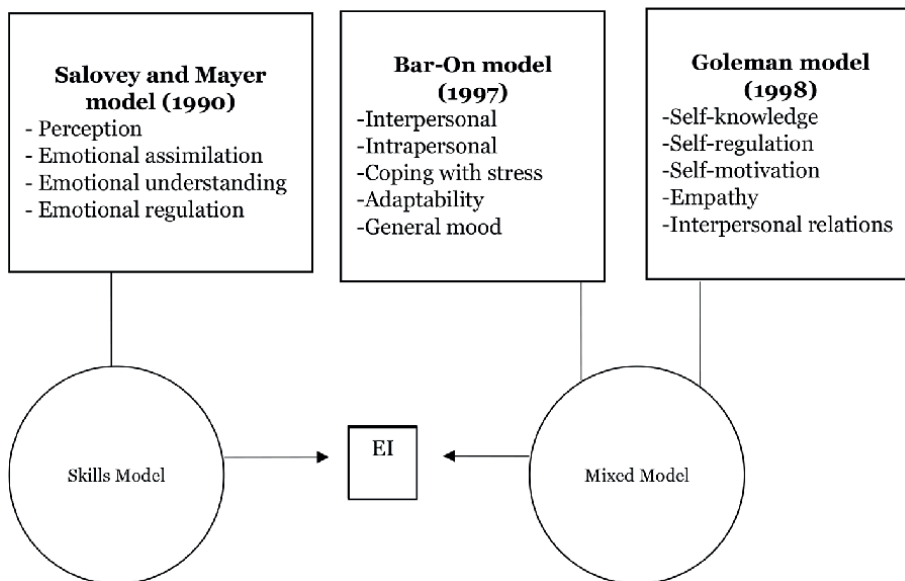 Salovey and Mayer
model (1990)
- Perception
- Emotional assimilation
- Emotional understanding
- Emotional regulation
Bar-On model
(1997)
-Interpersonal
-Intrapersonal
-Coping with stress
-Adaptability
-General mood
Goleman model
(1998)
-Self-knowledge
-Self-regulation
-Self-motivation
-Empathy
-Interpersonal relations
Skills Model
EI
Mixed Model